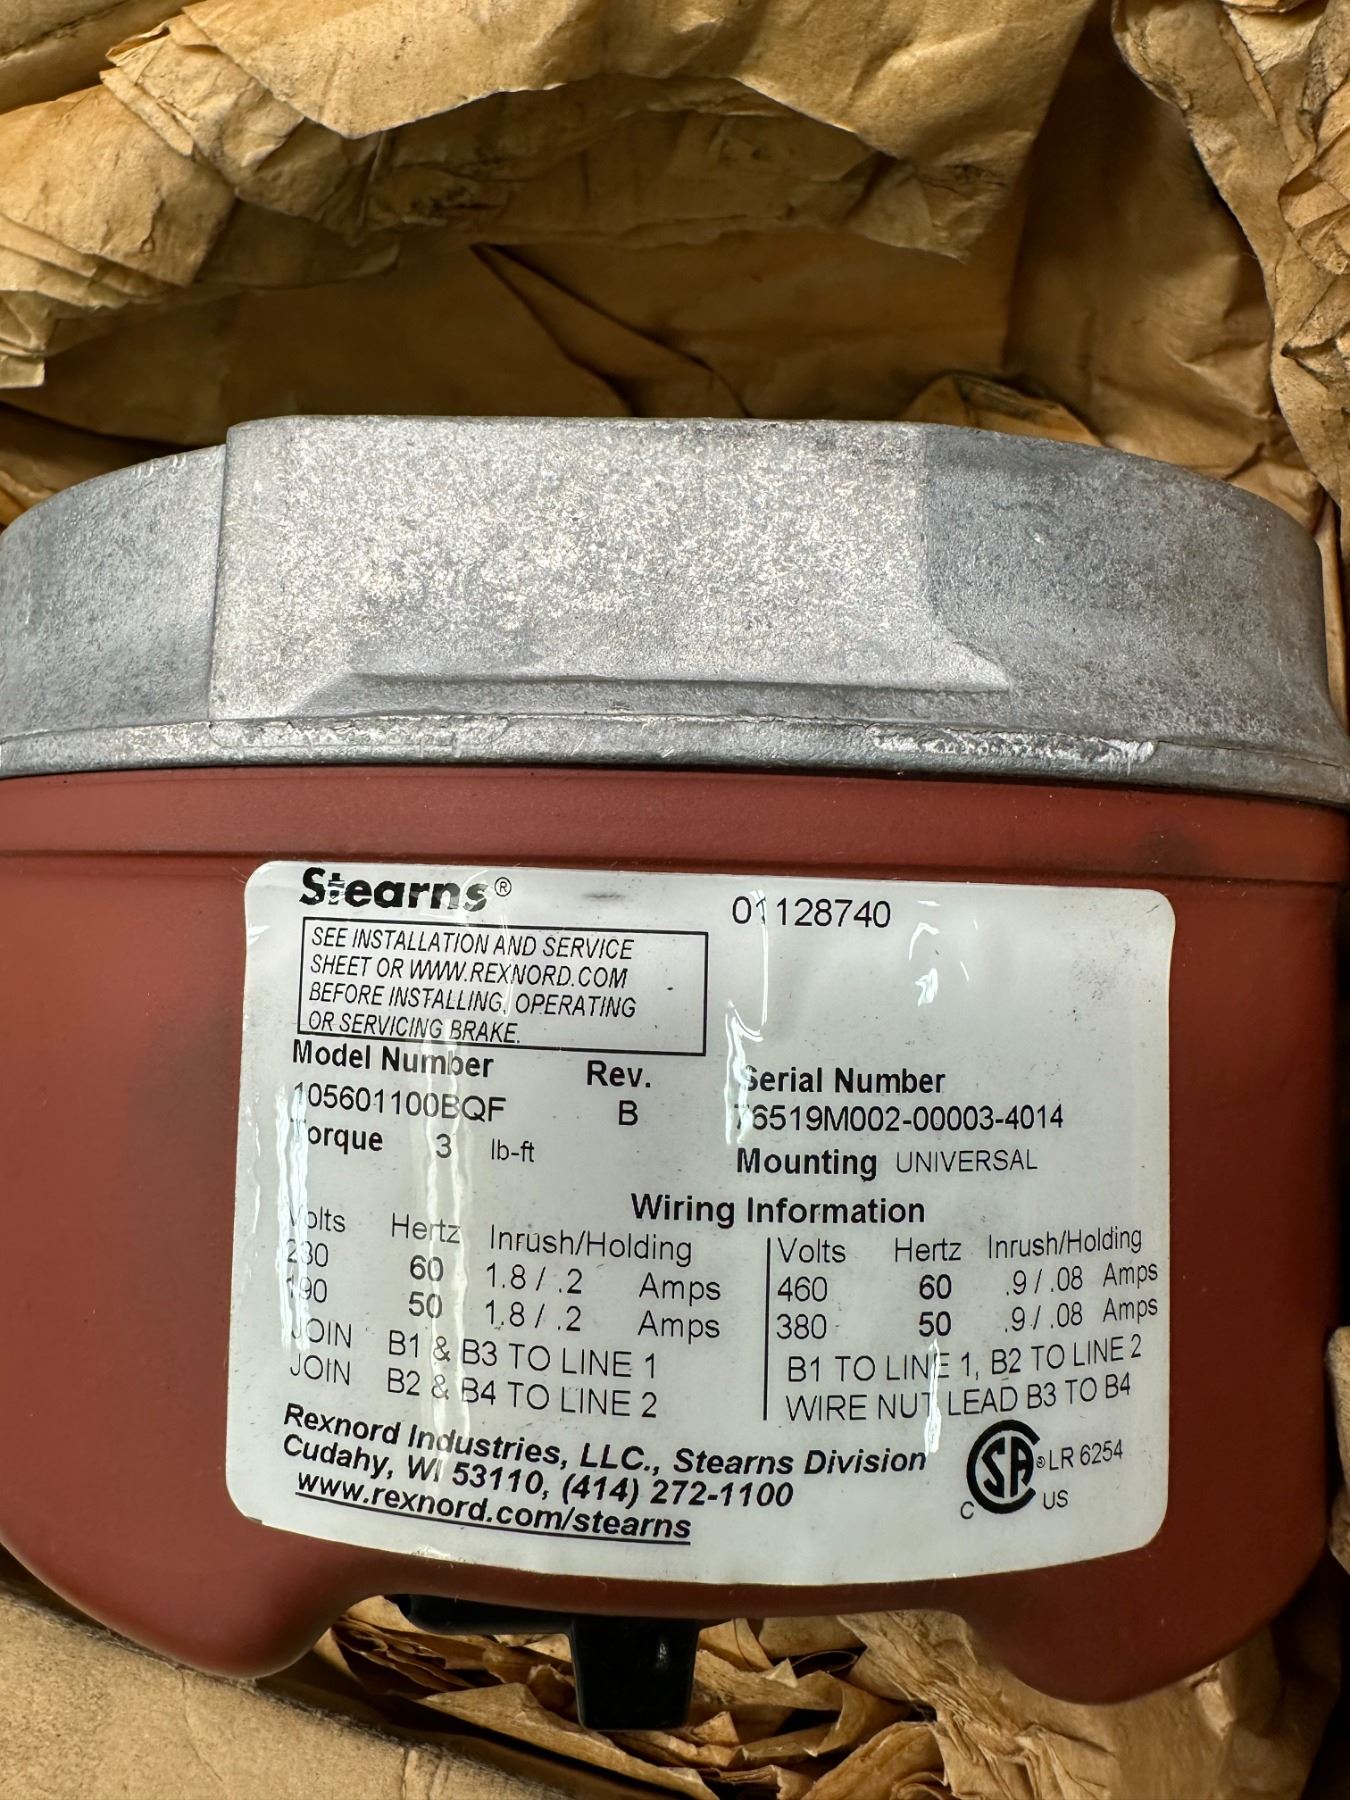 Stearns®
01128740
SEE INSTALLATION AND SERVICE
SHEET OR WWW.REXNORD.COM
BEFORE INSTALLING, OPERATING
OR SERVICING BRAKE.
Model Number Rev. Serial Number
105601100BQF B 76519M002-00003-4014
Torque 3 lb-ft Mounting UNIVERSAL
Wiring Information
Volts Hertz Inrush/Holding
230 60 1.8 / .2 Amps
190 50 1.8 / .2 Amps
JOIN B1 & B3 TO LINE 1
JOIN B2 & B4 TO LINE 2
Volts Hertz Inrush/Holding
460 60 .9 / .08 Amps
380 50 .9 / .08 Amps
B1 TO LINE 1, B2 TO LINE 2
WIRE NUT LEAD B3 TO B4
Rexnord Industries, LLC., Stearns Division
Cudahy, WI 53110, (414) 272-1100
www.rexnord.com/stearns
CSA ® LR 6254
C US